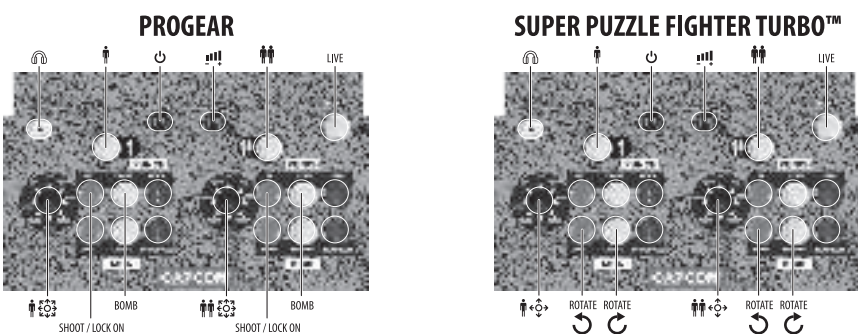 PROGEAR
SUPER PUZZLE FIGHTER TURBO™
LIVE
LIVE
1
CAPCOM
CAPCOM
BOMB
BOMB
SHOOT / LOCK ON
SHOOT / LOCK ON
ROTATE ROTATE
ROTATE ROTATE